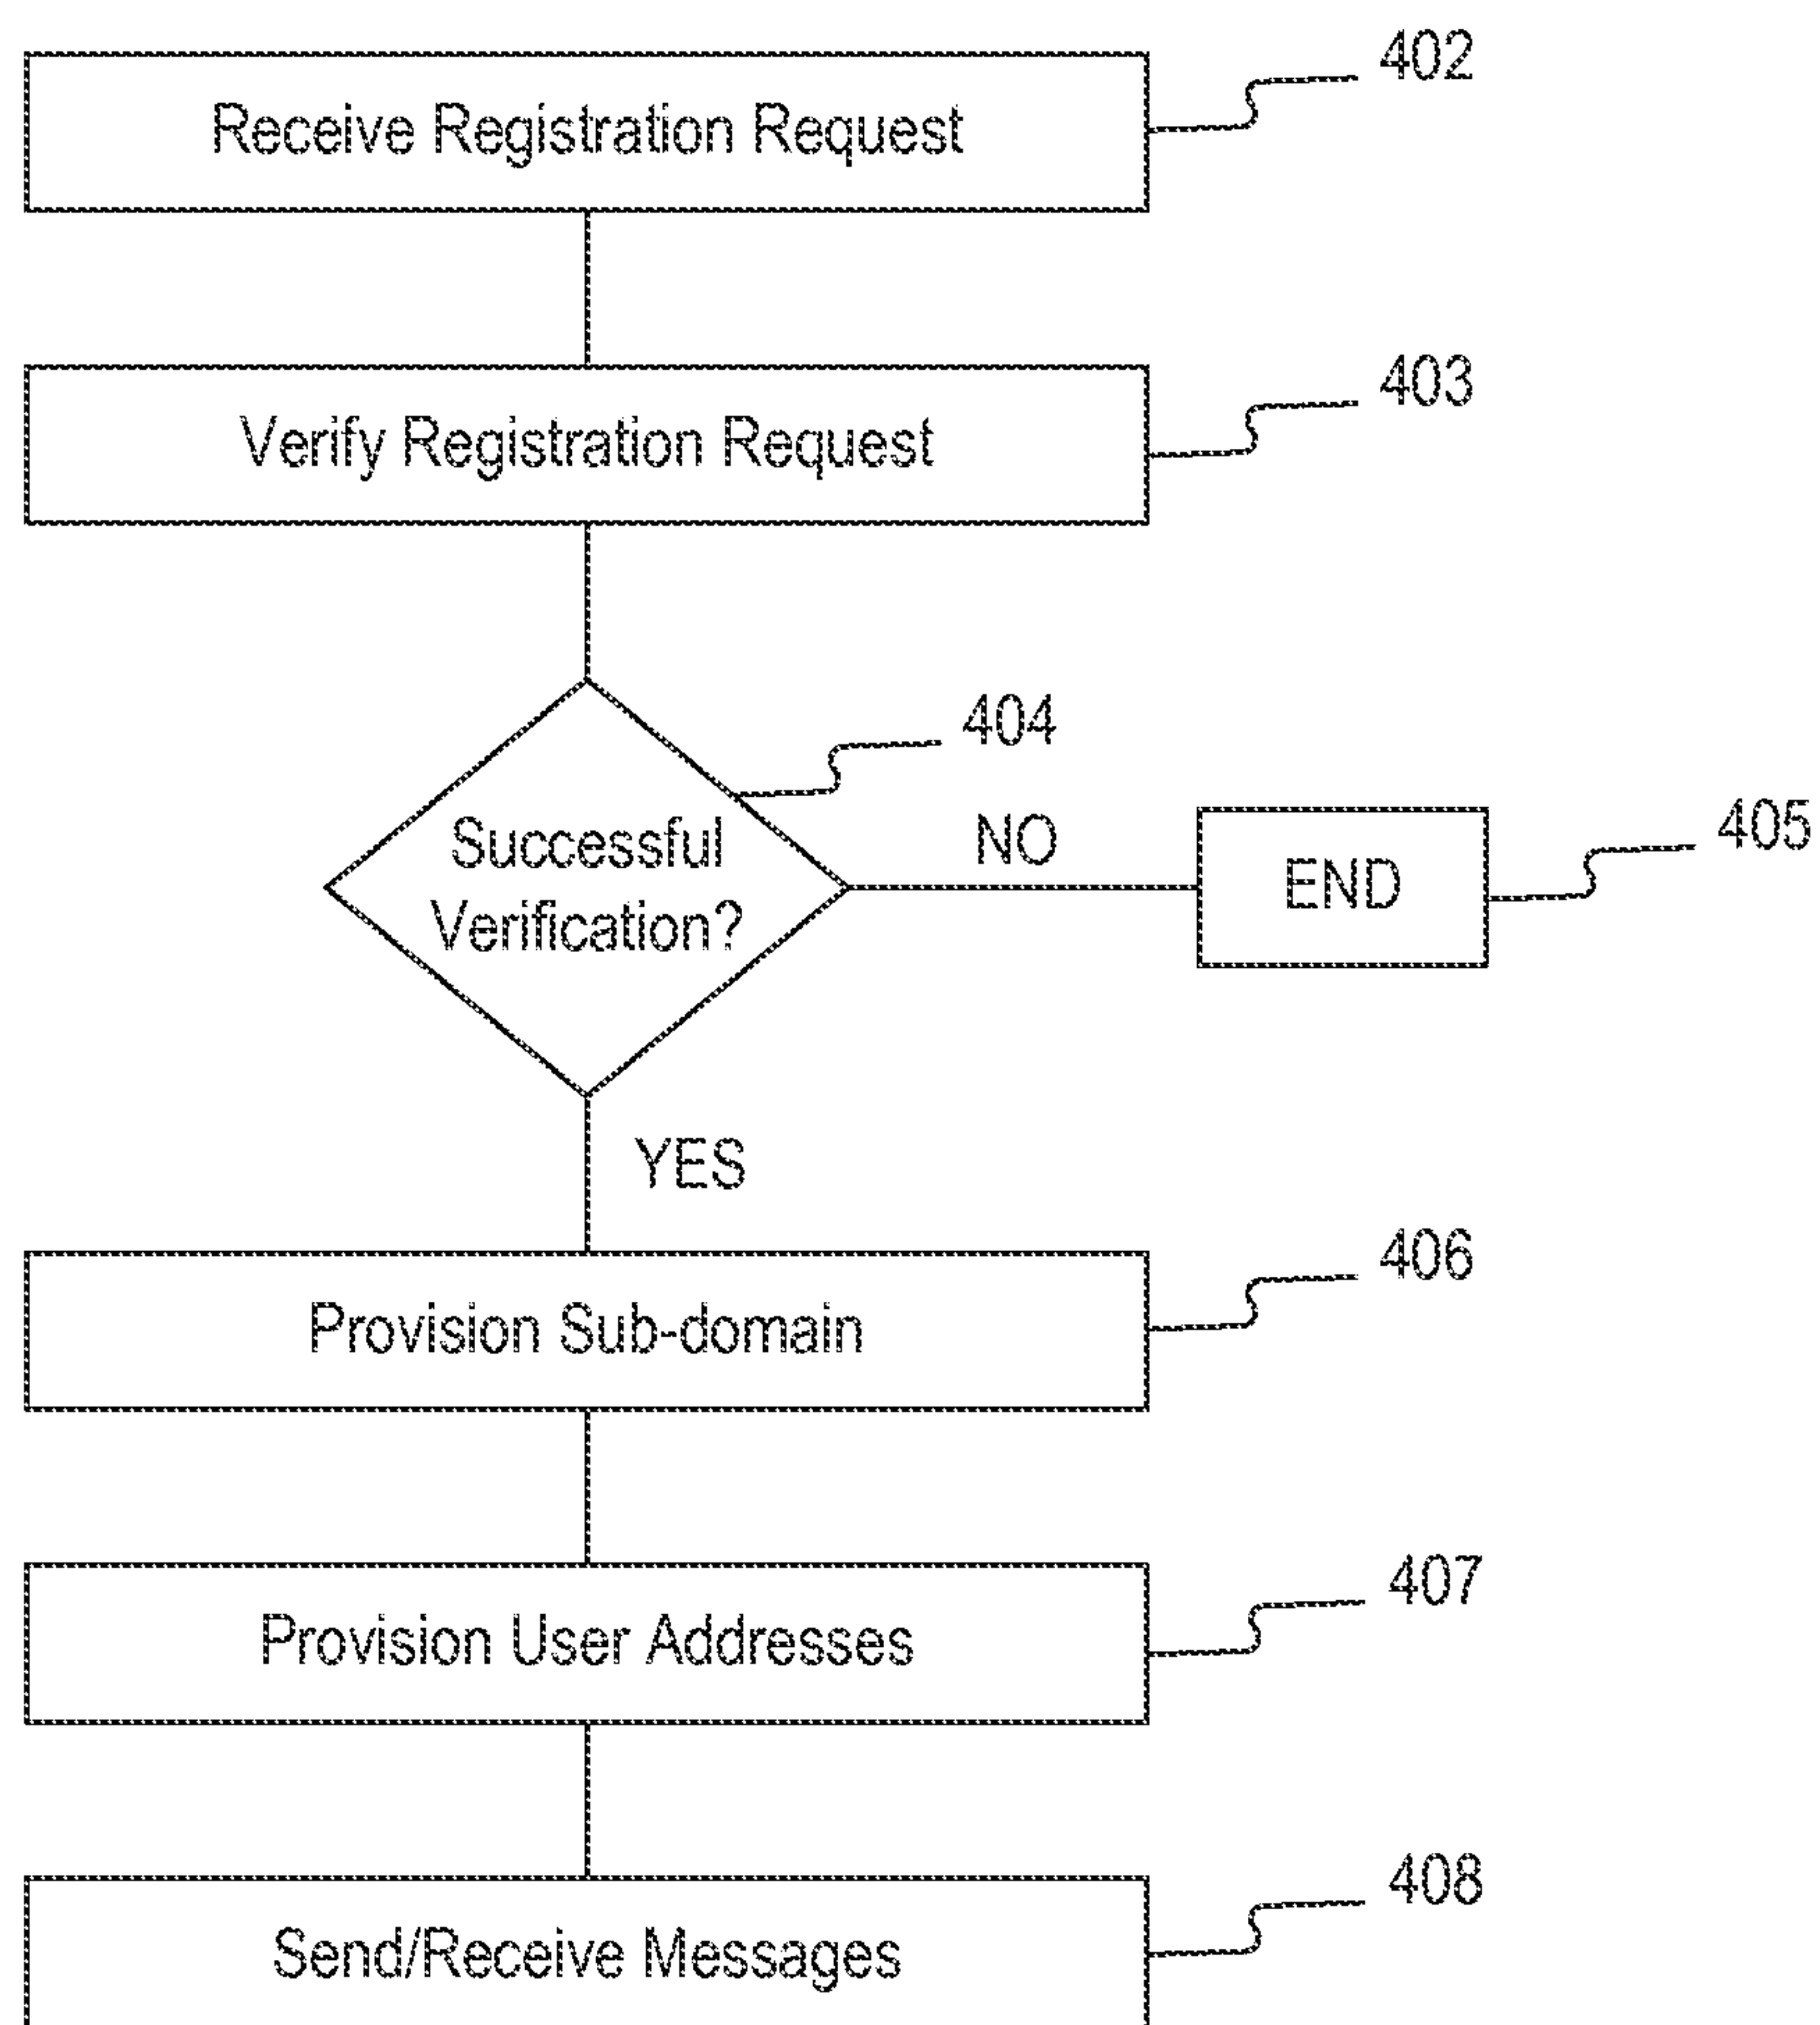 402
Receive Registration Request
403
Verify Registration Request
404
Successful
Verification?
NO
END
405
YES
406
Provision Sub-domain
407
Provision User Addresses
408
Send/Receive Messages